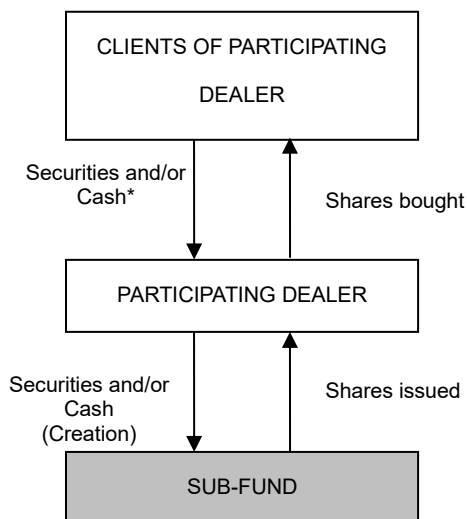 CLIENTS OF PARTICIPATING
DEALER
Securities and/or
Cash*
Shares bought
PARTICIPATING DEALER
Securities and/or
Cash
(Creation)
Shares issued
SUB-FUND